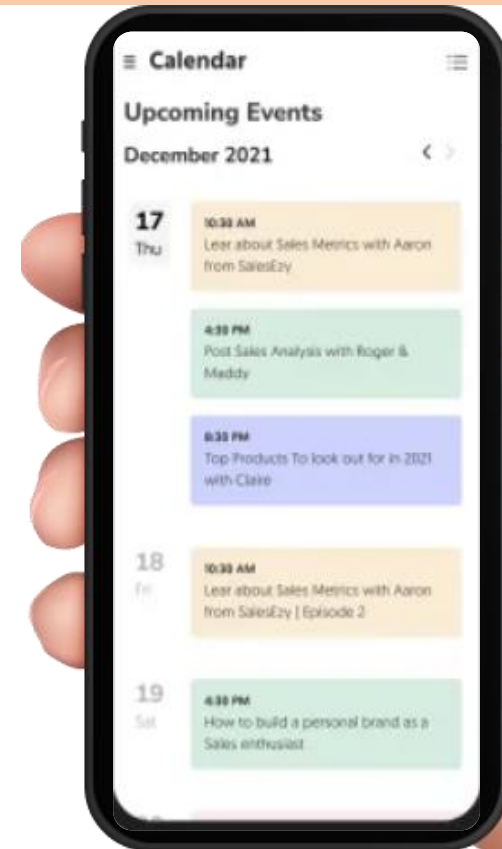 Calendar
Upcoming Events
December 2021
17
Thu
10:30 AM
Lear about Sales Metrics with Aaron
from SalesEzy
4:30 PM
Post Sales Analysis with Roger &
Maddy
8:30 PM
Top Products To look out for in 2021
with Claire
18
Fri
10:30 AM
Lear about Sales Metrics with Aaron
from SalesEzy | Episode 2
19
Sat
4:30 PM
How to build a personal brand as a
Sales enthusiast